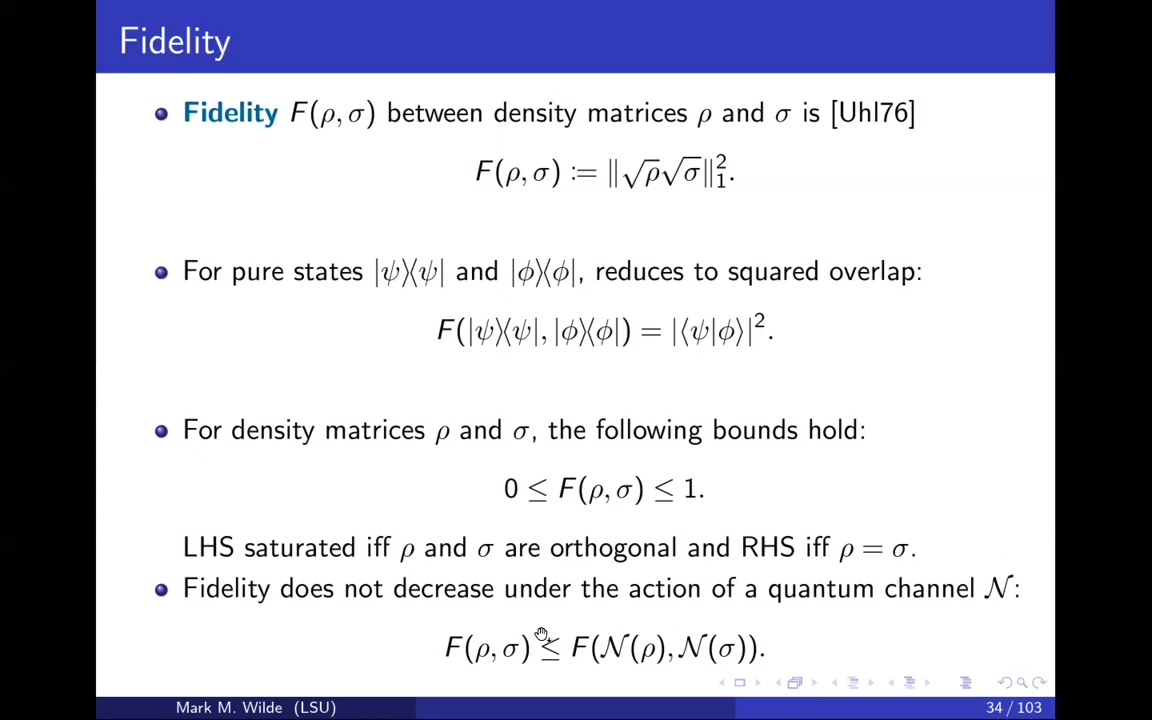 Fidelity
Fidelity F(ρ, σ) between density matrices ρ and σ is [Uhl76]
F(ρ, σ) := ‖√ρ√σ‖₁².
For pure states |ψ⟩⟨ψ| and |ϕ⟩⟨ϕ|, reduces to squared overlap:
F(|ψ⟩⟨ψ|, |ϕ⟩⟨ϕ|) = |⟨ψ|ϕ⟩|².
For density matrices ρ and σ, the following bounds hold:
0 ≤ F(ρ, σ) ≤ 1.
LHS saturated iff ρ and σ are orthogonal and RHS iff ρ = σ.
Fidelity does not decrease under the action of a quantum channel 𝒩:
F(ρ, σ) ≤ F(𝒩(ρ), 𝒩(σ)).
Mark M. Wilde (LSU) 34 / 103